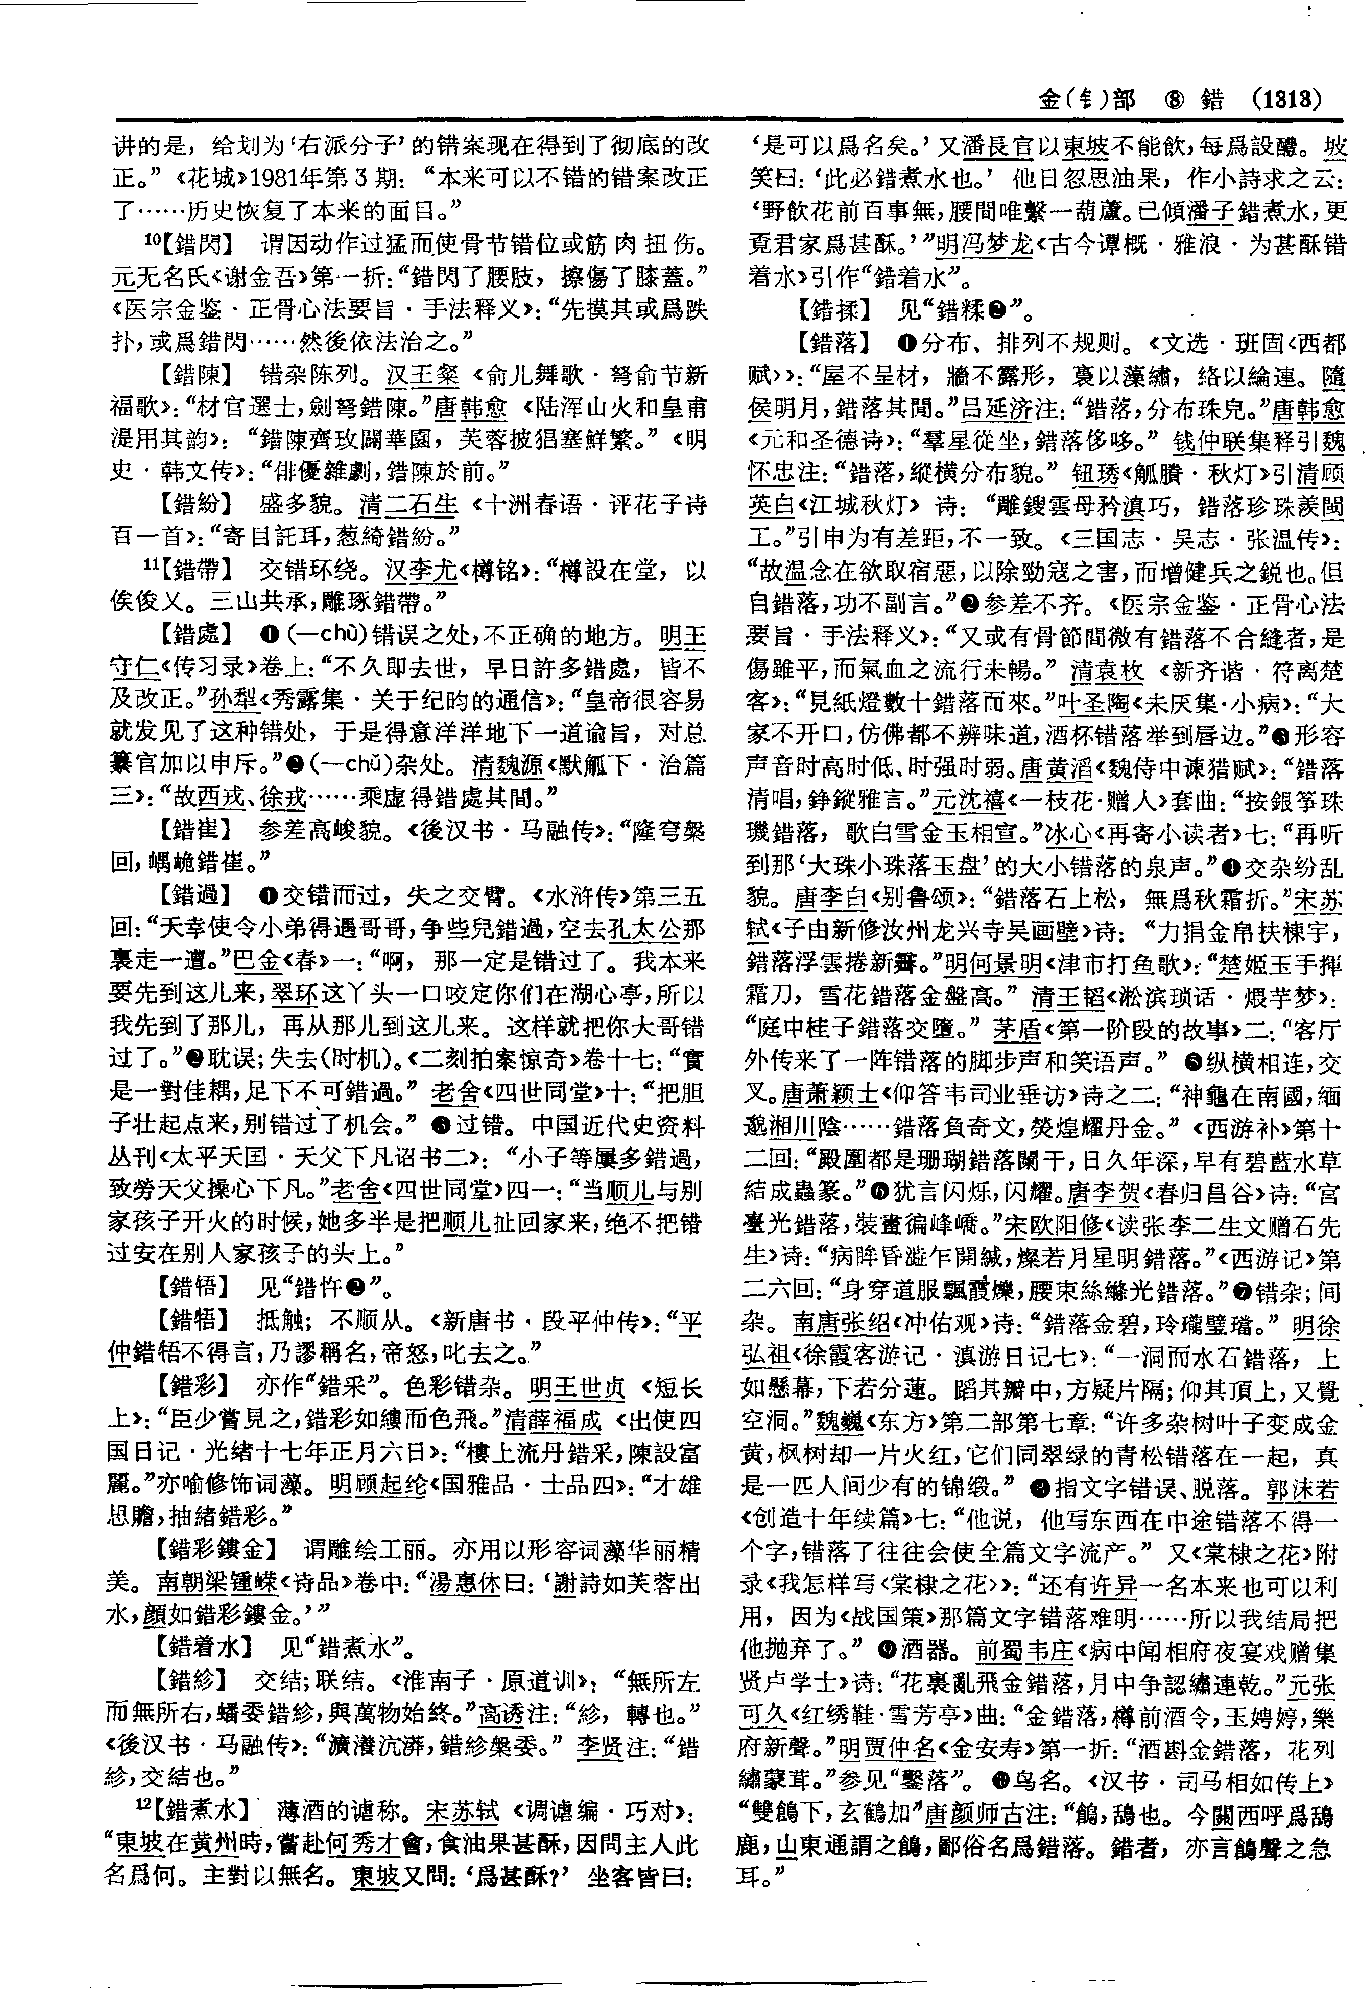 金(钅)部 ⑧ 錯 (1313)
讲的是，给划为‘右派分子’的错案现在得到了彻底的改
正。”《花城》1981年第3期：“本来可以不错的错案改正
了……历史恢复了本来的面目。”
10【錯閃】 谓因动作过猛而使骨节错位或筋肉扭伤。
元无名氏《谢金吾》第一折：“錯閃了腰肢，擦傷了膝蓋。”
《医宗金鉴·正骨心法要旨·手法释义》：“先摸其或爲跌
扑，或爲錯閃……然後依法治之。”
【錯陳】 错杂陈列。汉王粲《俞儿舞歌·弩俞节新
福歌》：“材官選士，劍弩錯陳。”唐韩愈《陆浑山火和皇甫
湜用其韵》：“錯陳齊玫闢華園，芙蓉披猖塞鮮繁。”《明
史·韩文传》：“俳優雜劇，錯陳於前。”
【錯紛】 盛多貌。清二石生《十洲春语·评花子诗
百一首》：“寄目託耳，葱綺錯紛。”
11【錯帶】 交错环绕。汉李尤《樽铭》：“樽設在堂，以
俟俊乂。三山共承，雕琢錯帶。”
【錯處】 ❶(—chù)错误之处，不正确的地方。明王
守仁《传习录》卷上：“不久即去世，早日許多錯處，皆不
及改正。”孙犁《秀露集·关于纪昀的通信》：“皇帝很容易
就发见了这种错处，于是得意洋洋地下一道谕旨，对总
纂官加以申斥。”❷(—chǔ)杂处。清魏源《默觚下·治篇
三》：“故西戎、徐戎……乘虚得錯處其間。”
【錯崔】 参差高峻貌。《後汉书·马融传》：“隆穹槃
回，嵎峗錯崔。”
【錯過】 ❶交错而过，失之交臂。《水浒传》第三五
回：“天幸使令小弟得遇哥哥，争些兒錯過，空去孔太公那
裏走一遭。”巴金《春》一：“啊，那一定是错过了。我本来
要先到这儿来，翠环这丫头一口咬定你们在湖心亭，所以
我先到了那儿，再从那儿到这儿来。这样就把你大哥错
过了。”❷耽误；失去(时机)。《二刻拍案惊奇》卷十七：“實
是一對佳耦，足下不可錯過。”老舍《四世同堂》十：“把胆
子壮起点来，别错过了机会。”❸过错。中国近代史资料
丛刊《太平天囯·天父下凡诏书二》：“小子等屢多錯過，
致勞天父操心下凡。”老舍《四世同堂》四一：“当顺儿与别
家孩子开火的时候，她多半是把顺儿扯回家来，绝不把错
过安在别人家孩子的头上。”
【錯悟】 见“錯忤❷”。
【錯牾】 抵触；不顺从。《新唐书·段平仲传》：“平
仲錯牾不得言，乃謬稱名，帝怒，叱去之。”
【錯彩】 亦作“錯采”。色彩错杂。明王世贞《短长
上》：“臣少嘗見之，錯彩如縷而色飛。”清薛福成《出使四
国日记·光绪十七年正月六日》：“樓上流丹錯采，陳設富
麗。”亦喻修饰词藻。明顾起纶《国雅品·士品四》：“才雄
思贍，抽緒錯彩。”
【錯彩鏤金】 谓雕绘工丽。亦用以形容词藻华丽精
美。南朝梁锺嵘《诗品》卷中：“湯惠休曰：‘謝詩如芙蓉出
水，顔如錯彩鏤金。’”
【錯着水】 见“錯煮水”。
【錯紾】 交结；联结。《淮南子·原道训》：“無所左
而無所右，蟠委錯紾，與萬物始終。”高诱注：“紾，轉也。”
《後汉书·马融传》：“瀇瀁沆漭，錯紾槃委。”李贤注：“錯
紾，交結也。”
12【錯煮水】 薄酒的谑称。宋苏轼《调谑编·巧对》：
“東坡在黄州時，嘗赴何秀才會，食油果甚酥，因問主人此
名爲何。主對以無名。東坡又問：‘爲甚酥？’坐客皆曰：
‘是可以爲名矣。’又潘長官以東坡不能飲，每爲設醴。坡
笑曰：‘此必錯煮水也。’他日忽思油果，作小詩求之云：
‘野飲花前百事無，腰間唯繫一葫蘆。已傾潘子錯煮水，更
覓君家爲甚酥。’”明冯梦龙《古今谭概·雅浪·为甚酥错
着水》引作“錯着水”。
【錯揉】 见“錯糅❷”。
【錯落】 ❶分布、排列不规则。《文选·班固〈西都
赋〉》：“屋不呈材，牆不露形，裛以藻繡，絡以綸連。隨
侯明月，錯落其間。”吕延济注：“錯落，分布珠皃。”唐韩愈
《元和圣德诗》：“羣星從坐，錯落侈哆。”钱仲联集释引魏
怀忠注：“錯落，縱横分布貌。”钮琇《觚賸·秋灯》引清顾
英白《江城秋灯》诗：“雕鎪雲母矜滇巧，錯落珍珠羡閩
工。”引申为有差距，不一致。《三国志·吴志·张温传》：
“故温念在欲取宿惡，以除勁寇之害，而增健兵之鋭也。但
自錯落，功不副言。”❷参差不齐。《医宗金鉴·正骨心法
要旨·手法释义》：“又或有骨節間微有錯落不合縫者，是
傷雖平，而氣血之流行未暢。”清袁枚《新齐谐·符离楚
客》：“見紙燈數十錯落而來。”叶圣陶《未厌集·小病》：“大
家不开口，仿佛都不辨味道，酒杯错落举到唇边。”❸形容
声音时高时低、时强时弱。唐黄滔《魏侍中谏猎赋》：“錯落
清唱，錚鏦雅言。”元沈禧《一枝花·赠人》套曲：“按銀筝珠
璣錯落，歌白雪金玉相宣。”冰心《再寄小读者》七：“再听
到那‘大珠小珠落玉盘’的大小错落的泉声。”❹交杂纷乱
貌。唐李白《别鲁颂》：“錯落石上松，無爲秋霜折。”宋苏
轼《子由新修汝州龙兴寺吴画壁》诗：“力捐金帛扶棟宇，
錯落浮雲捲新霽。”明何景明《津市打鱼歌》：“楚姬玉手揮
霜刀，雪花錯落金盤高。”清王韬《淞滨琐话·煨芋梦》：
“庭中桂子錯落交墮。”茅盾《第一阶段的故事》二：“客厅
外传来了一阵错落的脚步声和笑语声。”❺纵横相连，交
叉。唐萧颖士《仰答韦司业垂访》诗之二：“神龜在南國，緬
邈湘川陰……錯落負奇文，熒煌耀丹金。”《西游补》第十
二回：“殿圍都是珊瑚錯落闌干，日久年深，早有碧藍水草
結成蟲篆。”❻犹言闪烁，闪耀。唐李贺《春归昌谷》诗：“宫
臺光錯落，裝畫徧峰嶠。”宋欧阳修《读张李二生文赠石先
生》诗：“病眸昏澁乍開緘，燦若月星明錯落。”《西游记》第
二六回：“身穿道服飄霞爍，腰束絲縧光錯落。”❼错杂；间
杂。南唐张绍《冲佑观》诗：“錯落金碧，玲瓏璧璫。”明徐
弘祖《徐霞客游记·滇游日记七》：“一洞而水石錯落，上
如懸幕，下若分蓮。蹈其瓣中，方疑片隔；仰其頂上，又覺
空洞。”魏巍《东方》第二部第七章：“许多杂树叶子变成金
黄，枫树却一片火红，它们同翠绿的青松错落在一起，真
是一匹人间少有的锦缎。”❽指文字错误、脱落。郭沫若
《创造十年续篇》七：“他说，他写东西在中途错落不得一
个字，错落了往往会使全篇文字流产。”又《棠棣之花》附
录《我怎样写〈棠棣之花〉》：“还有许异一名本来也可以利
用，因为《战国策》那篇文字错落难明……所以我结局把
他抛弃了。”❾酒器。前蜀韦庄《病中闻相府夜宴戏赠集
贤卢学士》诗：“花裏亂飛金錯落，月中争認繡連乾。”元张
可久《红绣鞋·雪芳亭》曲：“金錯落，樽前酒令，玉娉婷，樂
府新聲。”明贾仲名《金安寿》第一折：“酒斟金錯落，花列
繡蒙茸。”参见“鑿落”。❿鸟名。《汉书·司马相如传上》
“雙鶬下，玄鶴加”唐颜师古注：“鶬，鴰也。今關西呼爲鴰
鹿，山東通謂之鶬，鄙俗名爲錯落。錯者，亦言鶬聲之急
耳。”